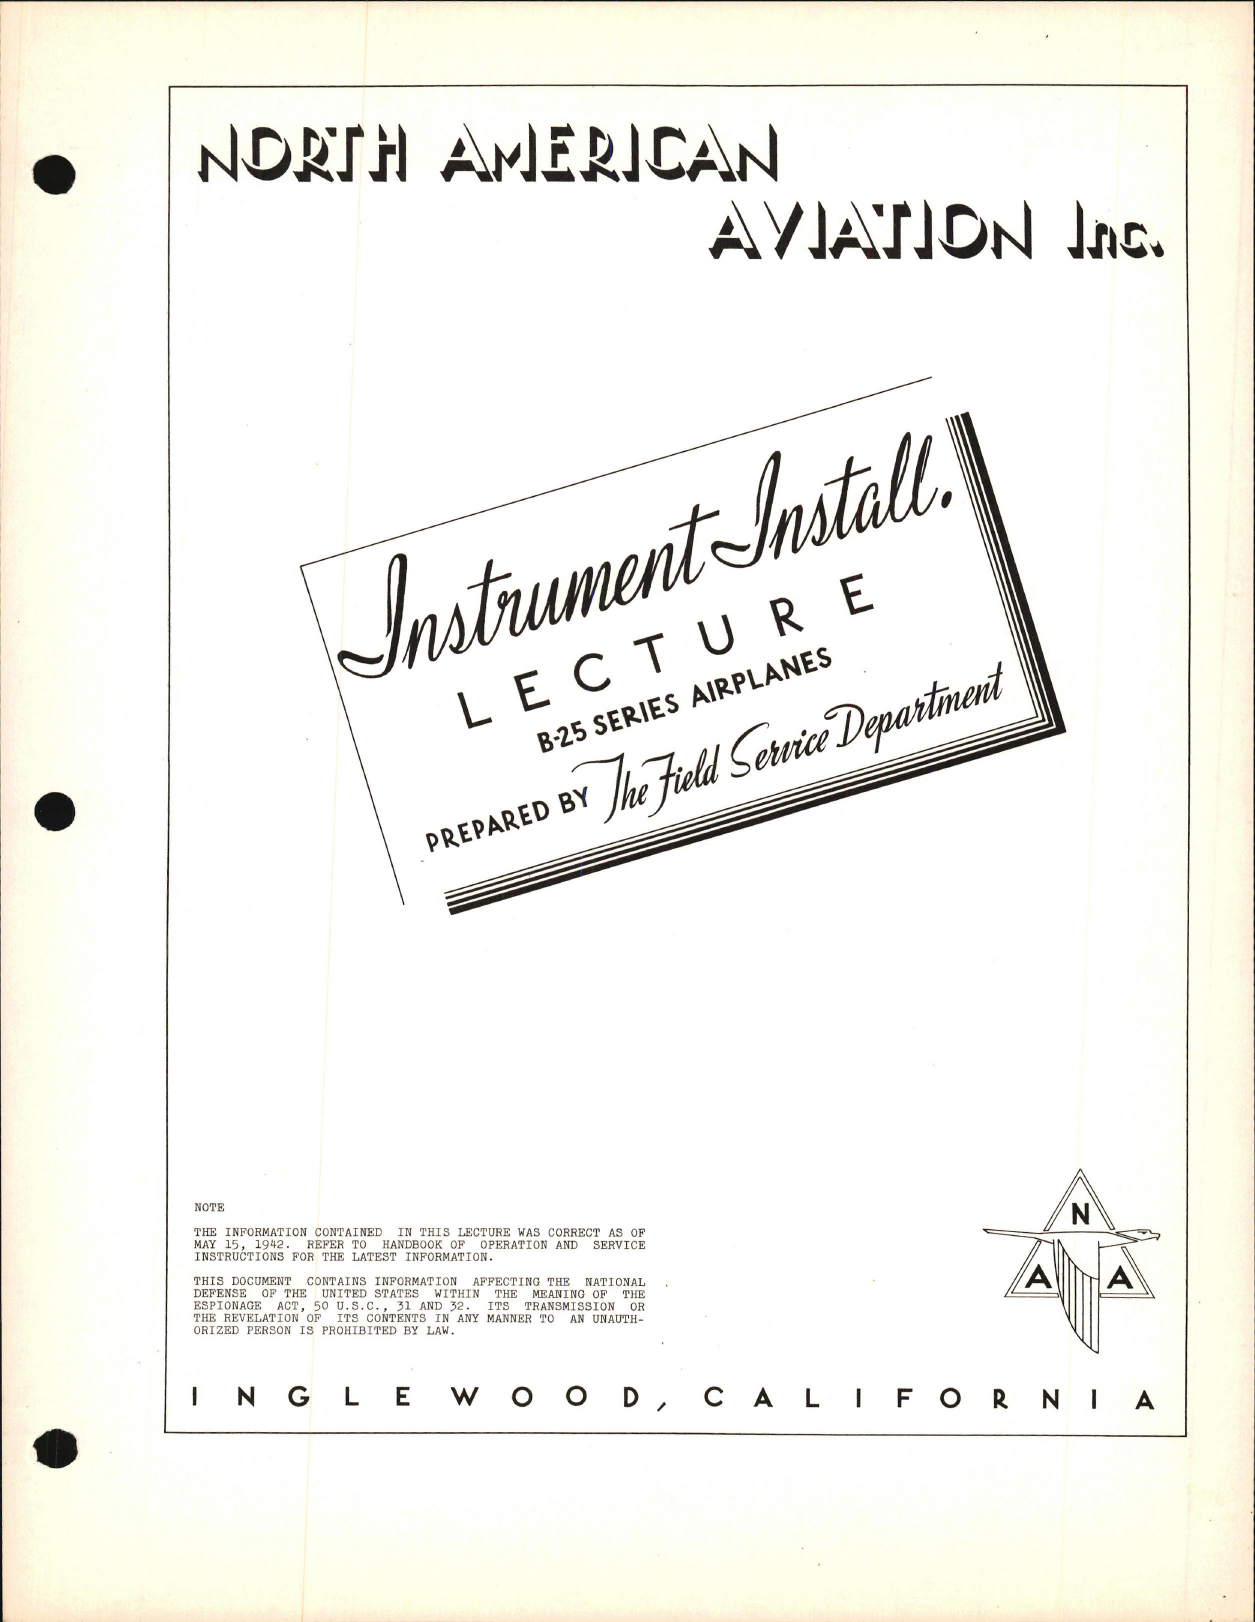 NORTH AMERICAN
AVIATION Inc.
Instrument Install.
LECTURE
B-25 SERIES AIRPLANES
PREPARED BY The Field Service Department
NOTE
THE INFORMATION CONTAINED IN THIS LECTURE WAS CORRECT AS OF
MAY 15, 1942. REFER TO HANDBOOK OF OPERATION AND SERVICE
INSTRUCTIONS FOR THE LATEST INFORMATION.
THIS DOCUMENT CONTAINS INFORMATION AFFECTING THE NATIONAL
DEFENSE OF THE UNITED STATES WITHIN THE MEANING OF THE
ESPIONAGE ACT, 50 U.S.C., 31 AND 32. ITS TRANSMISSION OR
THE REVELATION OF ITS CONTENTS IN ANY MANNER TO AN UNAUTH-
ORIZED PERSON IS PROHIBITED BY LAW.
N
A A
INGLEWOOD, CALIFORNIA